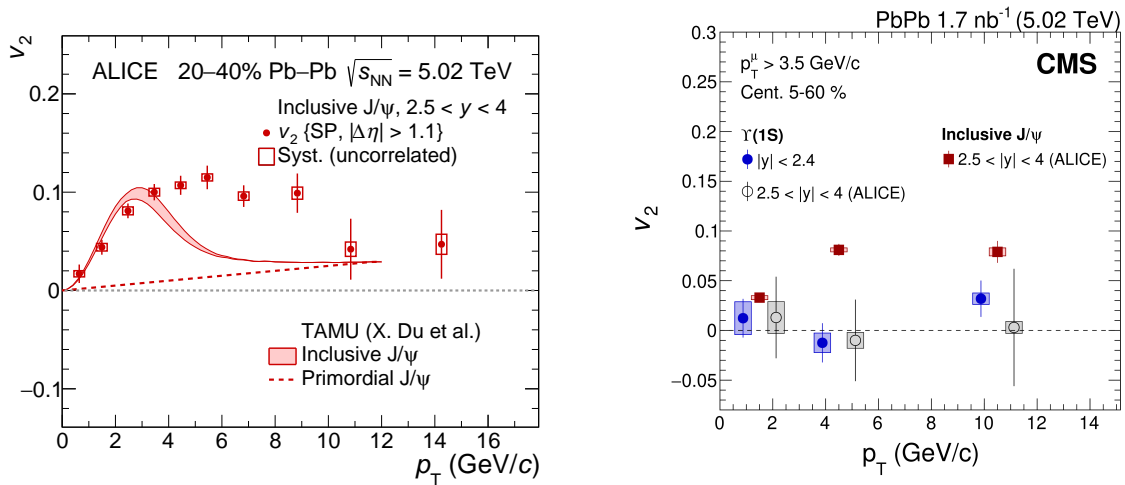 v₂
ALICE 20–40% Pb–Pb √sNN = 5.02 TeV
Inclusive J/ψ, 2.5 < y < 4
v₂ {SP, |Δη| > 1.1}
Syst. (uncorrelated)
0.2
0.1
0
−0.1
TAMU (X. Du et al.)
Inclusive J/ψ
Primordial J/ψ
0 2 4 6 8 10 12 14 16
pT (GeV/c)
PbPb 1.7 nb⁻¹ (5.02 TeV)
CMS
pTμ > 3.5 GeV/c
Cent. 5-60 %
ϒ(1S)
|y| < 2.4
2.5 < |y| < 4 (ALICE)
Inclusive J/ψ
2.5 < |y| < 4 (ALICE)
v₂
0.3
0.25
0.2
0.15
0.1
0.05
0
−0.05
0 2 4 6 8 10 12 14
pT (GeV/c)